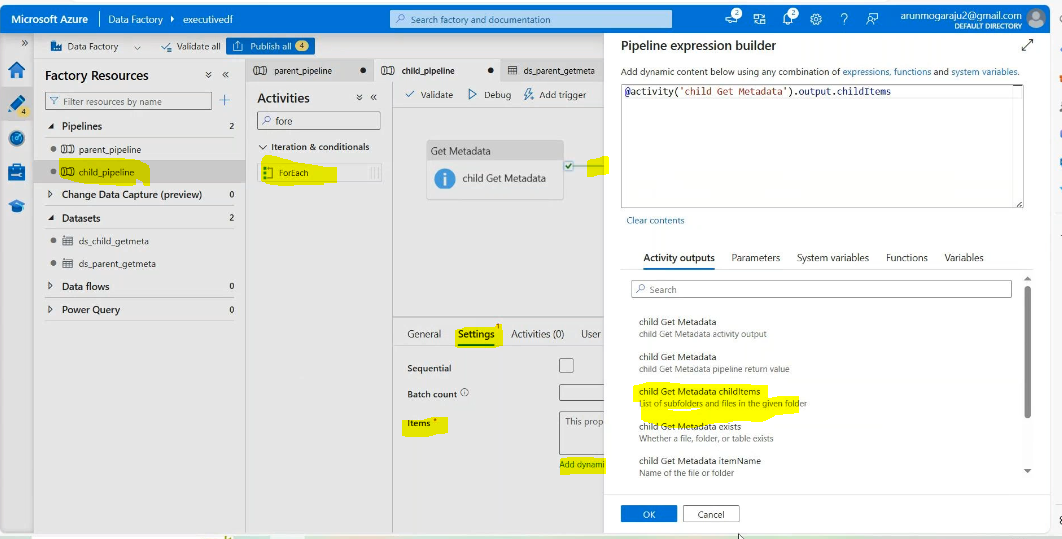 Microsoft Azure
Data Factory
executivedf
Search factory and documentation
2
2
arunmogaraju2@gmail.com
DEFAULT DIRECTORY
Data Factory
Validate all
Publish all 4
Factory Resources
Filter resources by name
Pipelines 2
parent_pipeline
child_pipeline
Change Data Capture (preview) 0
Datasets 2
ds_child_getmeta
ds_parent_getmeta
Data flows 0
Power Query 0
parent_pipeline
child_pipeline
ds_parent_getmeta
Activities
fore
Iteration & conditionals
ForEach
Validate
Debug
Add trigger
Get Metadata
child Get Metadata
General
Settings 1
Activities (0)
User
Sequential
Batch count
Items *
This prop
Add dynami
Pipeline expression builder
Add dynamic content below using any combination of expressions, functions and system variables.
@activity('child Get Metadata').output.childItems
Clear contents
Activity outputs
Parameters
System variables
Functions
Variables
Search
child Get Metadata
child Get Metadata activity output
child Get Metadata
child Get Metadata pipeline return value
child Get Metadata childItems
List of subfolders and files in the given folder
child Get Metadata exists
Whether a file, folder, or table exists
child Get Metadata itemName
Name of the file or folder
OK
Cancel